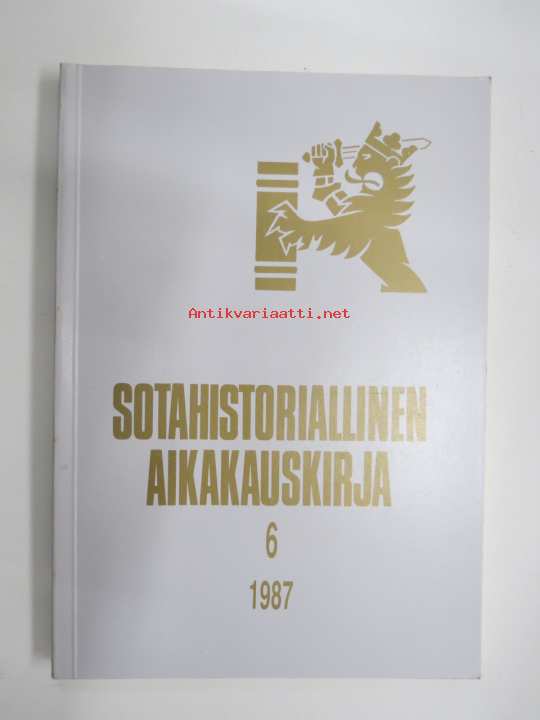 Antikvariaatti.net
SOTAHISTORIALLINEN
AIKAKAUSKIRJA
6
1987